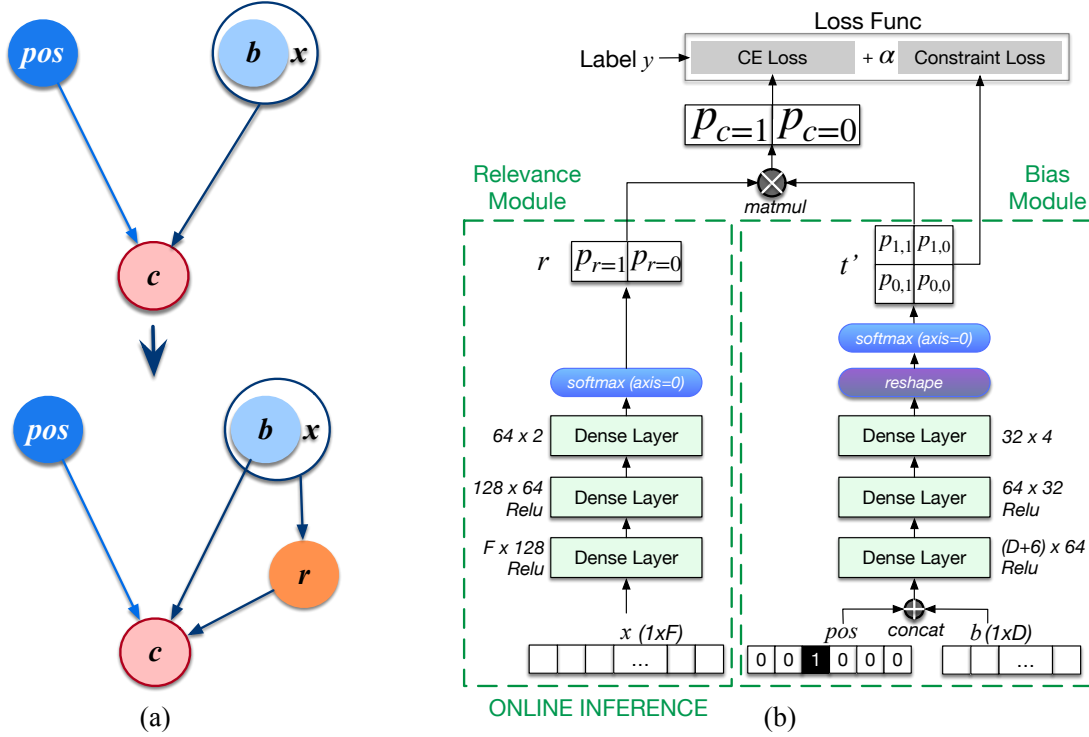 pos
b x
c
pos
b x
r
c
(a)
Loss Func
Label y
CE Loss + α Constraint Loss
p_{c=1} p_{c=0}
Relevance
Module
Bias
Module
matmul
r
p_{r=1} p_{r=0}
t’
p_{1,1} p_{1,0}
p_{0,1} p_{0,0}
softmax (axis=0)
reshape
softmax (axis=0)
64 x 2
Dense Layer
Dense Layer
32 x 4
128 x 64
Relu
Dense Layer
Dense Layer
64 x 32
Relu
F x 128
Relu
Dense Layer
Dense Layer
(D+6) x 64
Relu
x (1xF)
...
pos
concat
b (1xD)
0 0 1 0 0 0
...
ONLINE INFERENCE
(b)